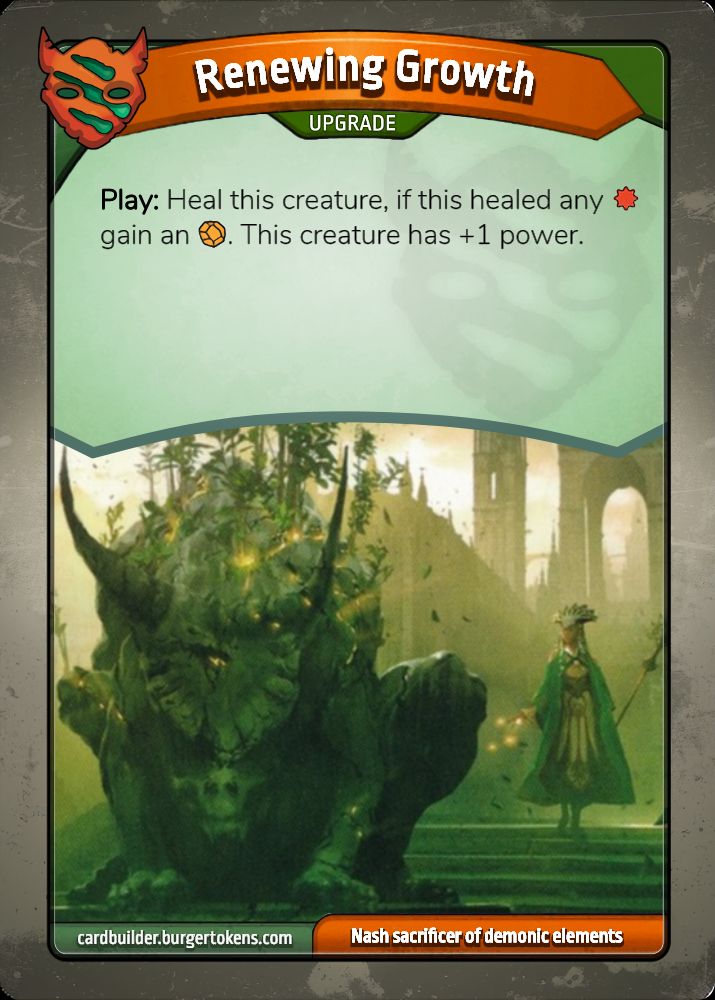 Renewing Growth
UPGRADE
Play: Heal this creature, if this healed any
gain an . This creature has +1 power.
cardbuilder.burgertokens.com
Nash sacrificer of demonic elements